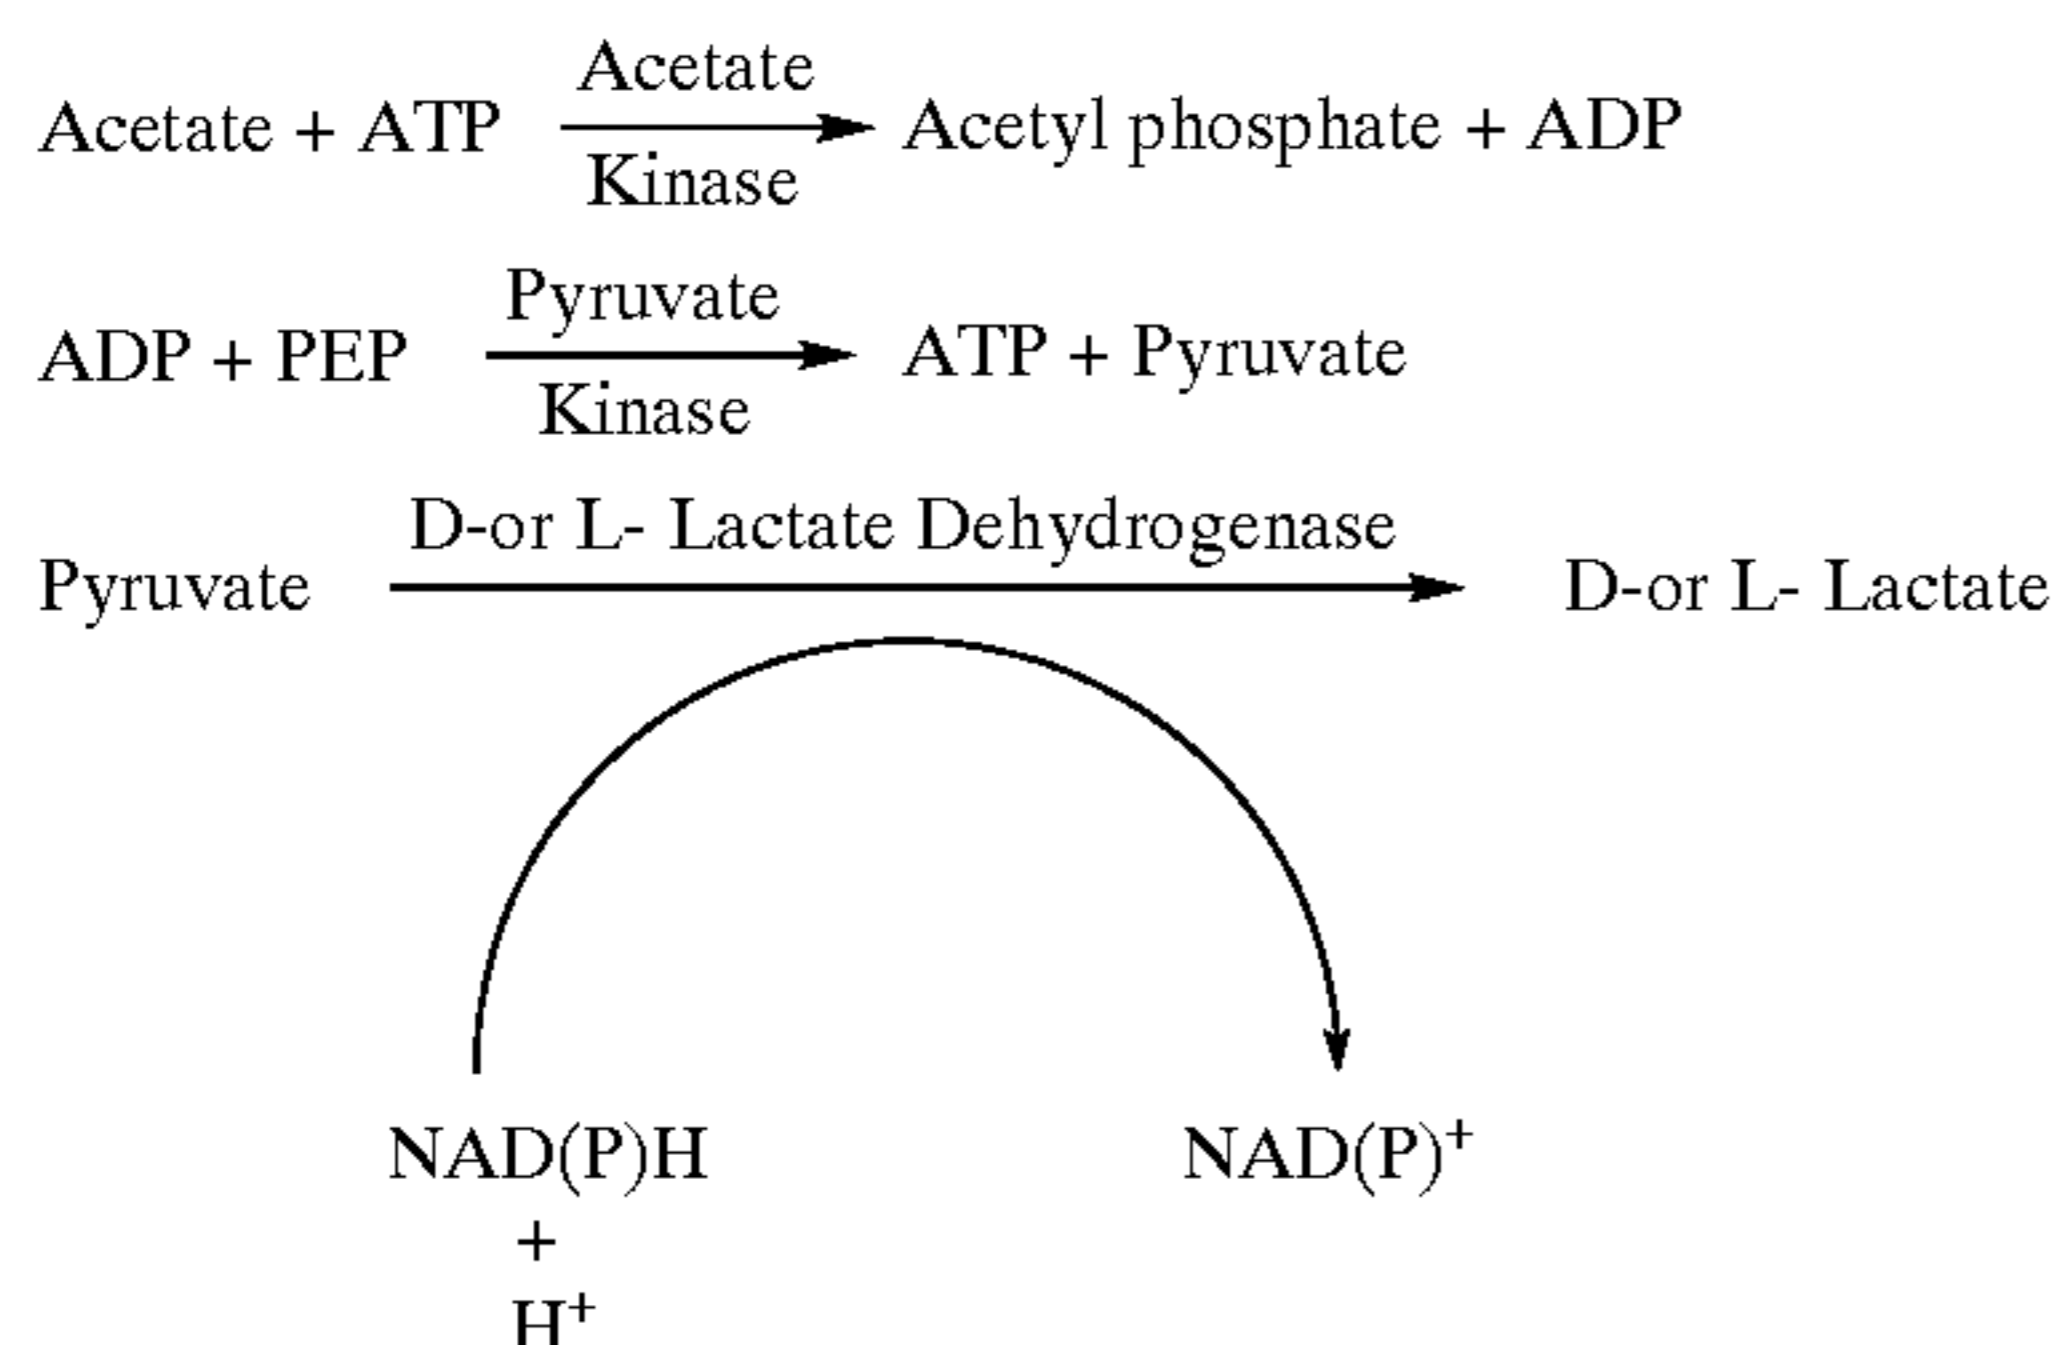 Acetate
Acetate + ATP Acetyl phosphate + ADP
Kinase
Pyruvate
ADP + PEP ATP + Pyruvate
Kinase
D-or L- Lactate Dehydrogenase
Pyruvate D-or L- Lactate
NAD(P)H NAD(P)⁺
+
H⁺